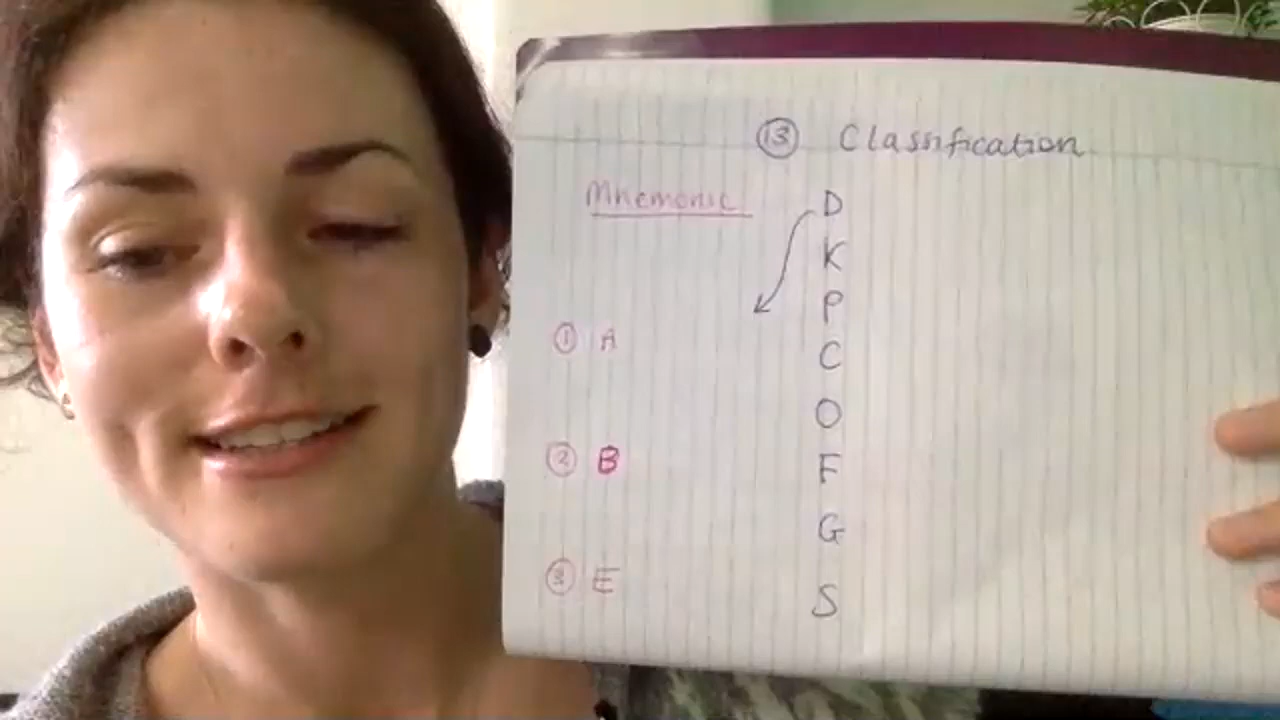 ⑬ Classification
Mnemonic
D
K
P
① A
C
O
② B
F
G
③ E
S